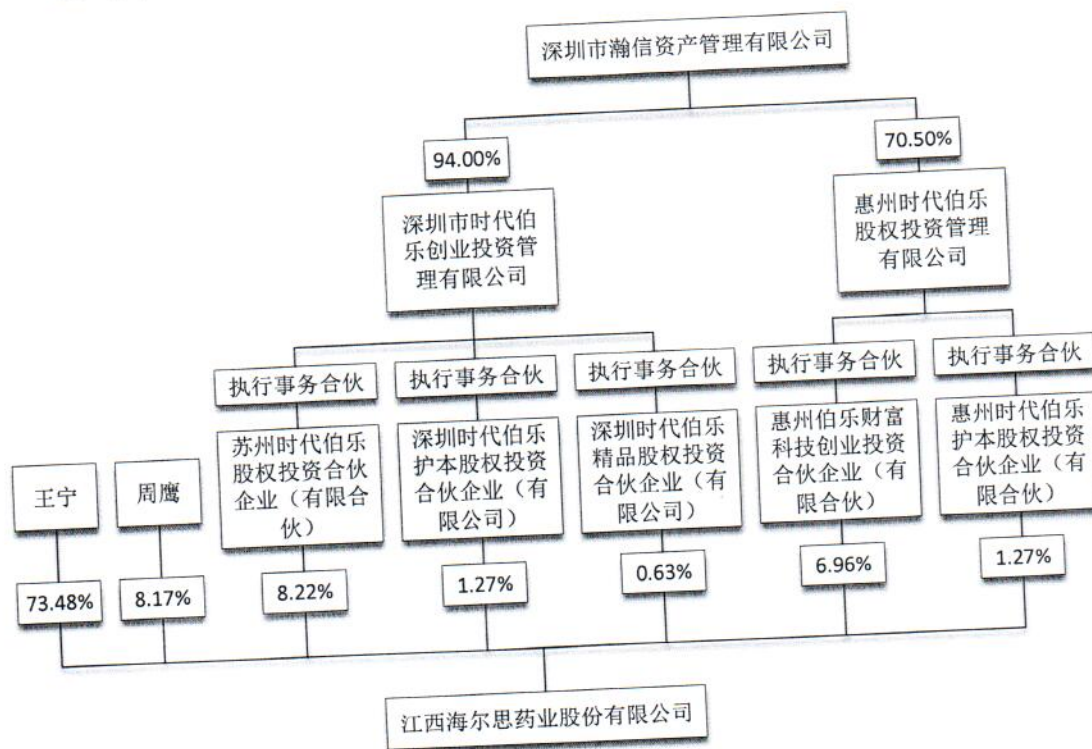 深圳市瀚信资产管理有限公司
94.00%
70.50%
深圳市时代伯
乐创业投资管
理有限公司
惠州时代伯乐
股权投资管理
有限公司
执行事务合伙
执行事务合伙
执行事务合伙
执行事务合伙
执行事务合伙
王宁
周鹰
苏州时代伯乐
股权投资合伙
企业（有限合
伙）
深圳时代伯乐
护本股权投资
合伙企业（有
限公司）
深圳时代伯乐
精品股权投资
合伙企业（有
限公司）
惠州伯乐财富
科技创业投资
合伙企业（有
限合伙）
惠州时代伯乐
护本股权投资
合伙企业（有
限合伙）
73.48%
8.17%
8.22%
1.27%
0.63%
6.96%
1.27%
江西海尔思药业股份有限公司